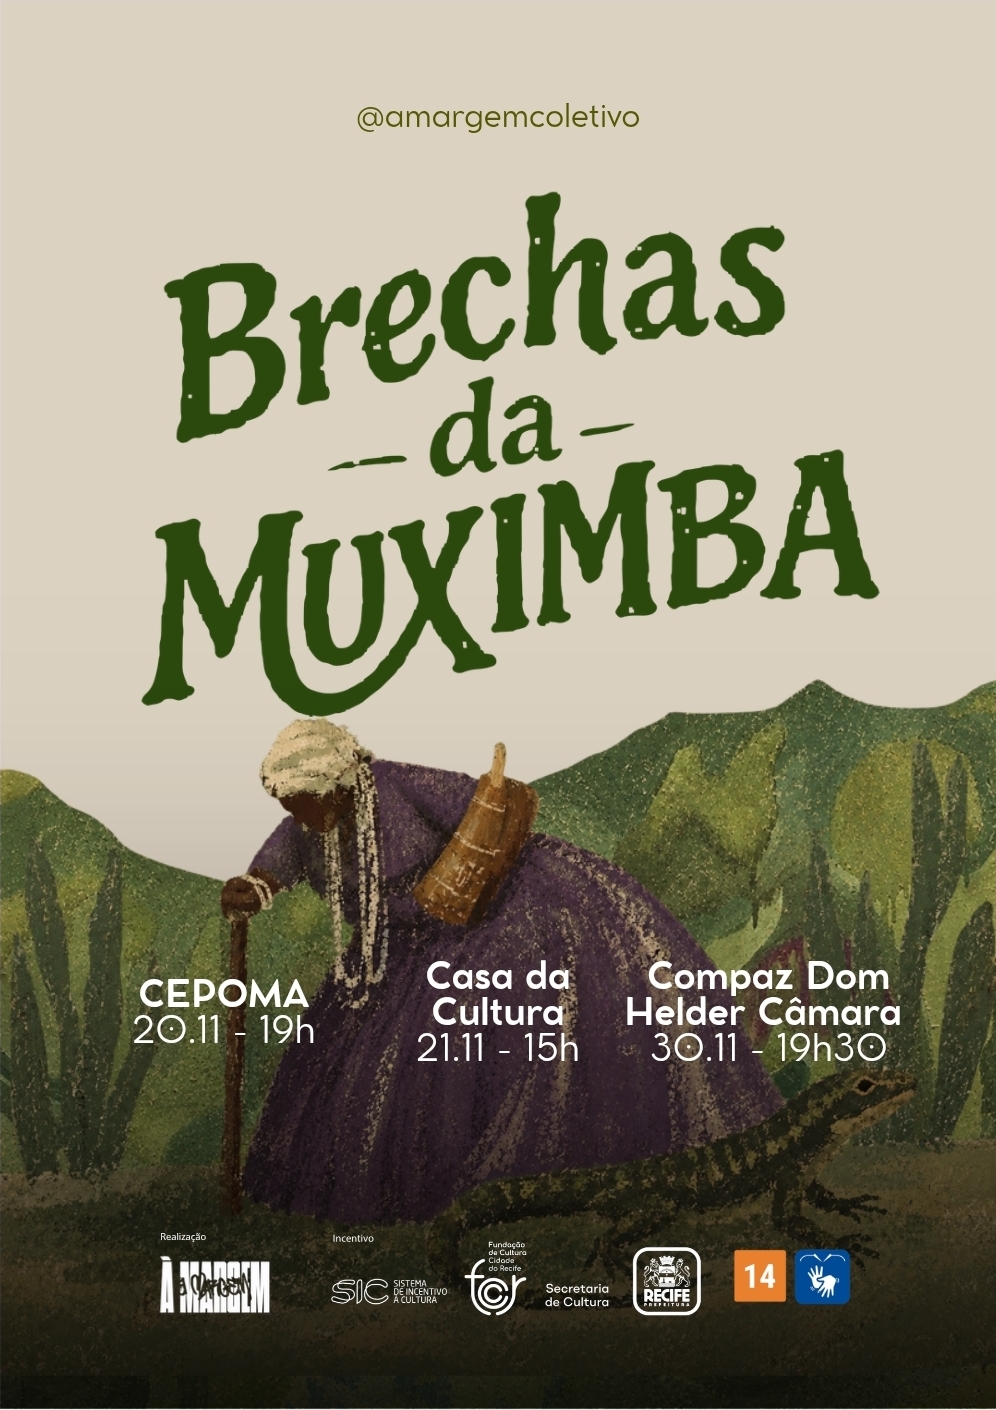 @amargemcoletivo
Brechas
da
MUXIMBA
CEPOMA
20.11 - 19h
Casa da
Cultura
21.11 - 15h
Compaz Dom
Helder Câmara
30.11 - 19h30
Realização
À MARGEM
Incentivo
SIC
SISTEMA
DE INCENTIVO
À CULTURA
Fundação
de Cultura
Cidade
do Recife
fccr
Secretaria
de Cultura
RECIFE
PREFEITURA
14